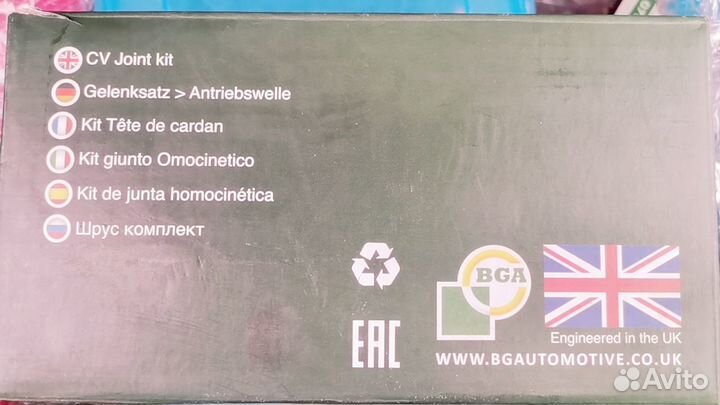 CV Joint kit
Gelenksatz > Antriebswelle
Kit Tête de cardan
Kit giunto Omocinetico
Kit de junta homocinética
Шрус комплект
BGA
EAC
Engineered in the UK
WWW.BGAUTOMOTIVE.CO.UK
Avito